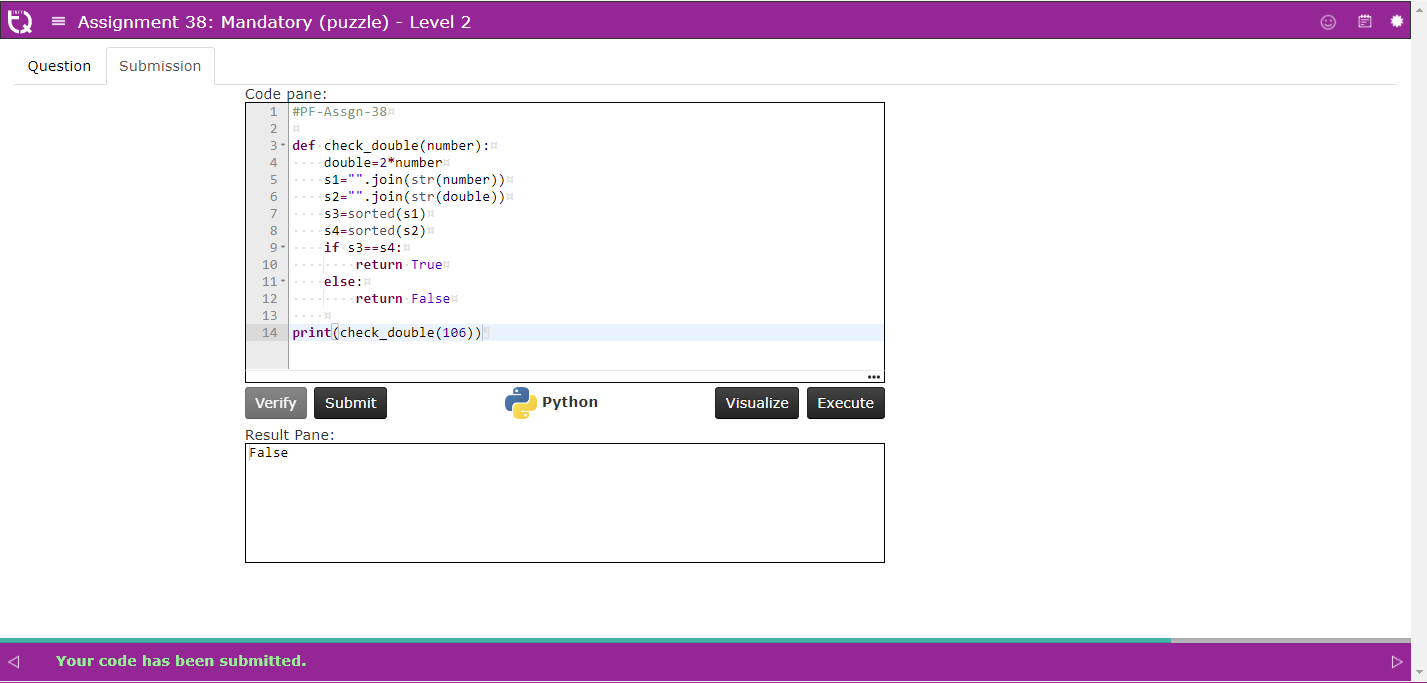 Assignment 38: Mandatory (puzzle) - Level 2
Question Submission
Code pane:
1 #PF-Assgn-38
2
3 def check_double(number):
4     double=2*number
5     s1="".join(str(number))
6     s2="".join(str(double))
7     s3=sorted(s1)
8     s4=sorted(s2)
9     if s3==s4:
10         return True
11     else:
12         return False
13
14 print(check_double(106))
Verify Submit Python Visualize Execute
Result Pane:
False
Your code has been submitted.